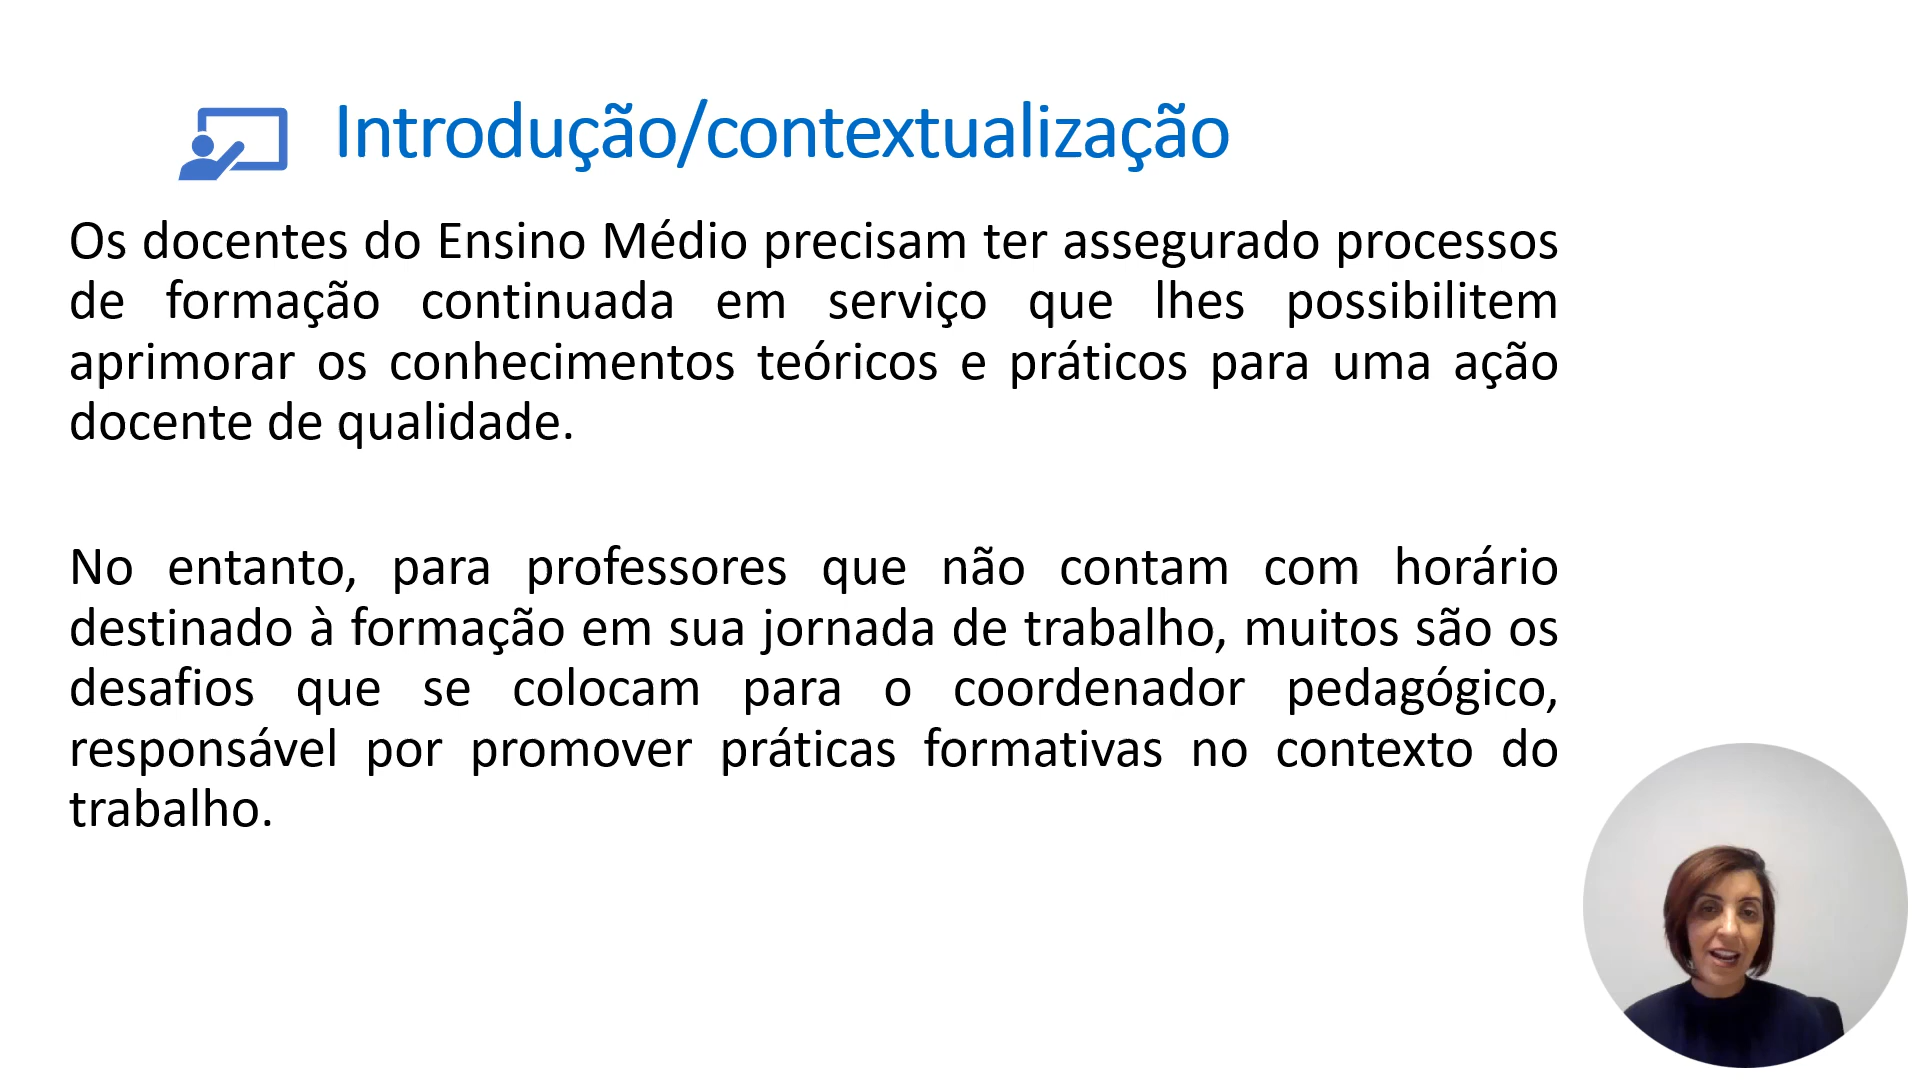 Introdução/contextualização
Os docentes do Ensino Médio precisam ter assegurado processos
de formação continuada em serviço que lhes possibilitem
aprimorar os conhecimentos teóricos e práticos para uma ação
docente de qualidade.
No entanto, para professores que não contam com horário
destinado à formação em sua jornada de trabalho, muitos são os
desafios que se colocam para o coordenador pedagógico,
responsável por promover práticas formativas no contexto do
trabalho.